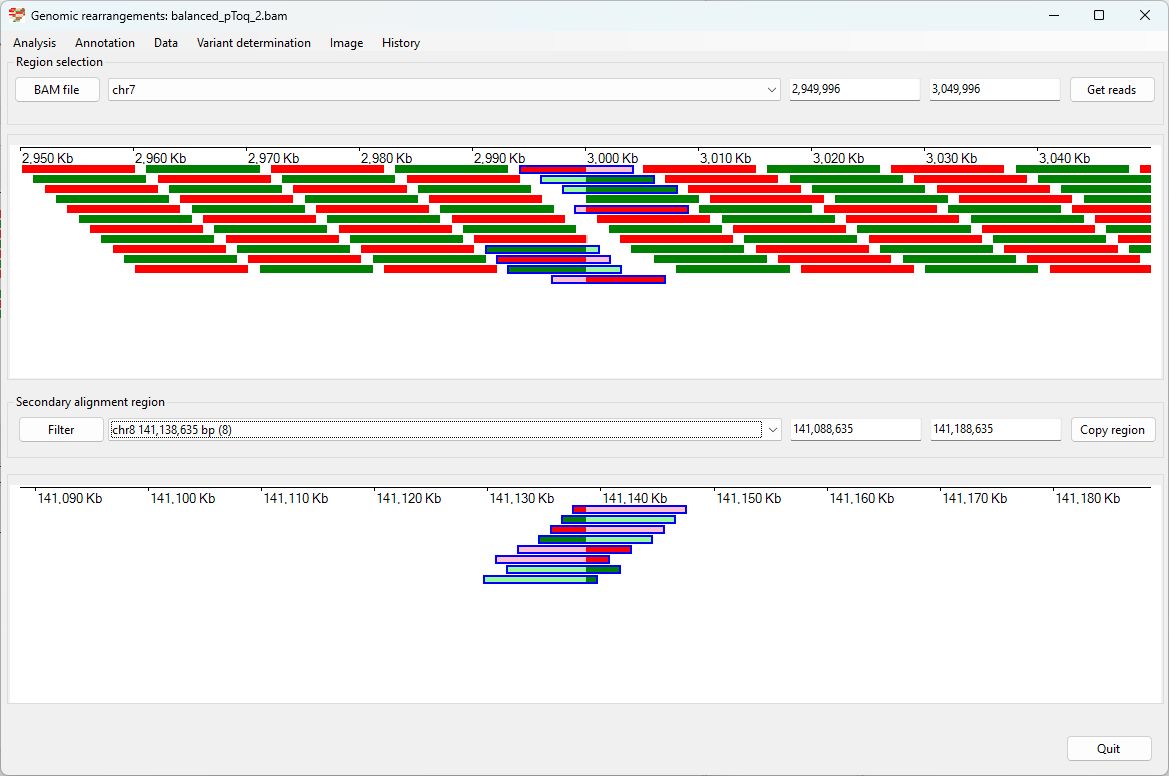 Genomic rearrangements: balanced_pToq_2.bam
Analysis Annotation Data Variant determination Image History
Region selection
BAM file chr7 2,949,996 3,049,996 Get reads
2,950 Kb 2,960 Kb 2,970 Kb 2,980 Kb 2,990 Kb 3,000 Kb 3,010 Kb 3,020 Kb 3,030 Kb 3,040 Kb
Secondary alignment region
Filter chr8 141,138,635 bp (8) 141,088,635 141,188,635 Copy region
141,090 Kb 141,100 Kb 141,110 Kb 141,120 Kb 141,130 Kb 141,140 Kb 141,150 Kb 141,160 Kb 141,170 Kb 141,180 Kb
Quit